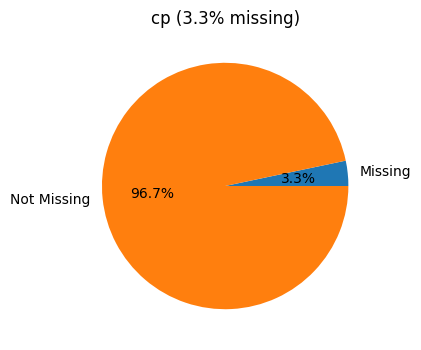 cp (3.3% missing)
Missing
3.3%
96.7%
Not Missing